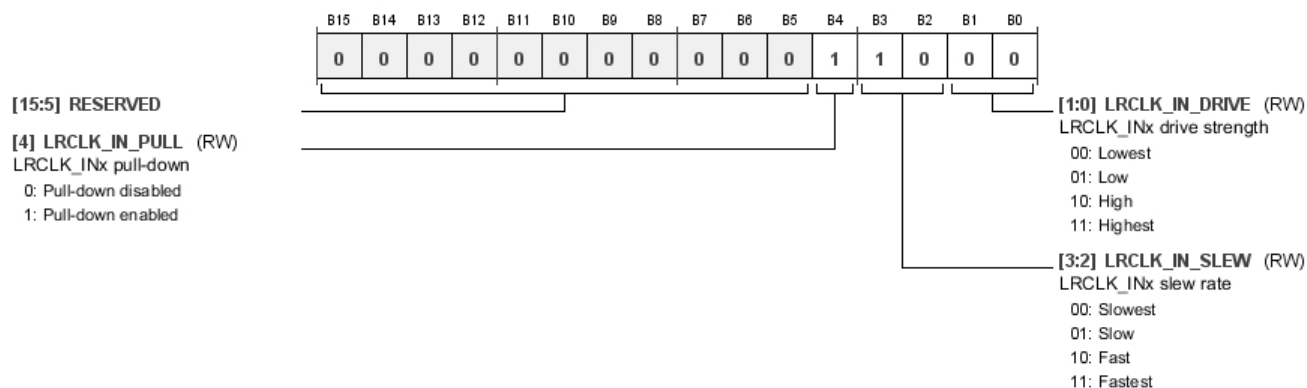 B15 B14 B13 B12 B11 B10 B9 B8 B7 B6 B5 B4 B3 B2 B1 B0
0 0 0 0 0 0 0 0 0 0 0 1 1 0 0 0
[15:5] RESERVED
[4] LRCLK_IN_PULL (RW)
LRCLK_INx pull-down
0: Pull-down disabled
1: Pull-down enabled
[1:0] LRCLK_IN_DRIVE (RW)
LRCLK_INx drive strength
00: Lowest
01: Low
10: High
11: Highest
[3:2] LRCLK_IN_SLEW (RW)
LRCLK_INx slew rate
00: Slowest
01: Slow
10: Fast
11: Fastest